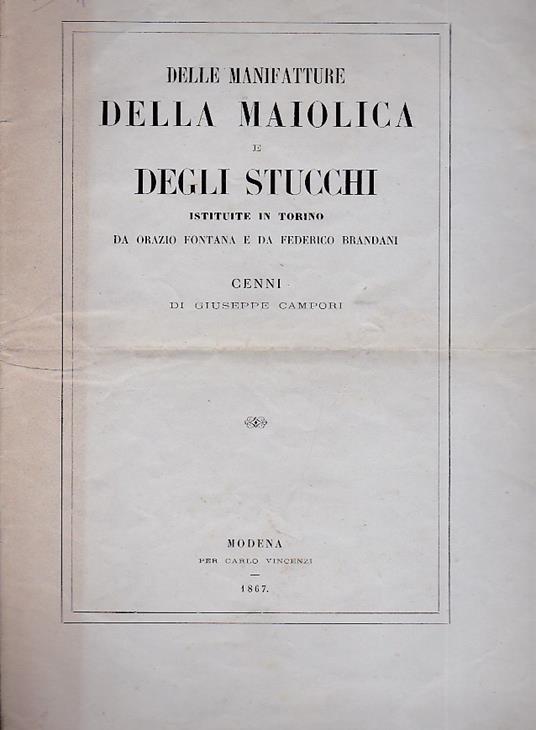 DELLE MANIFATTURE
DELLA MAIOLICA
E
DEGLI STUCCHI
ISTITUITE IN TORINO
DA ORAZIO FONTANA E DA FEDERICO BRANDANI
CENNI
DI GIUSEPPE CAMPORI
MODENA
PER CARLO VINCENZI
—
1867.